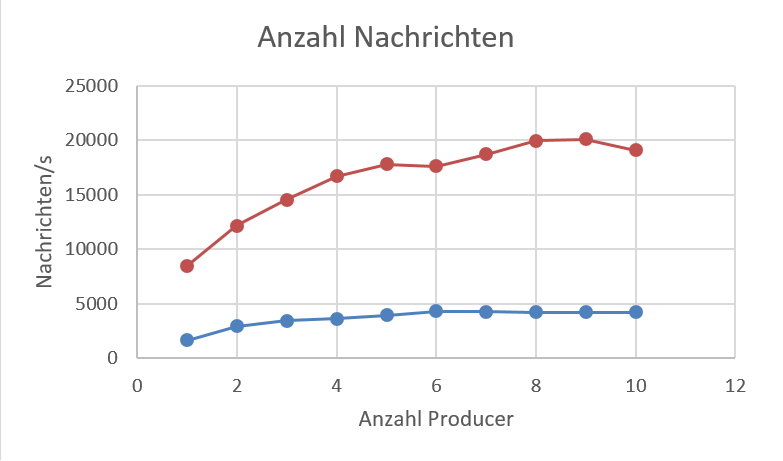 Anzahl Nachrichten
25000
20000
15000
10000
5000
0
Nachrichten/s
0 2 4 6 8 10 12
Anzahl Producer